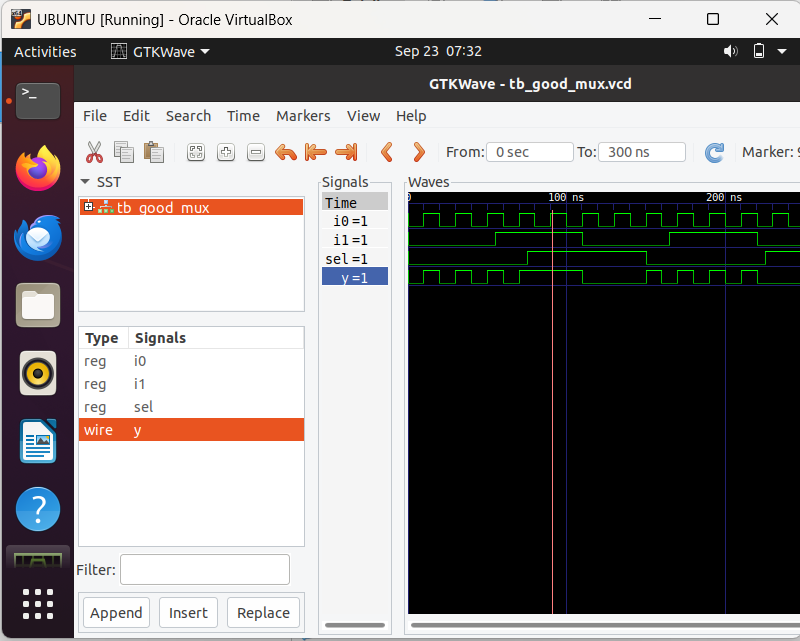 UBUNTU [Running] - Oracle VirtualBox
Activities GTKWave Sep 23 07:32
GTKWave - tb_good_mux.vcd
File Edit Search Time Markers View Help
From: 0 sec To: 300 ns Marker: 9
SST
tb_good_mux
Type Signals
reg i0
reg i1
reg sel
wire y
Filter:
Append Insert Replace
Signals
Time
i0=1
i1=1
sel=1
y=1
Waves
0 100 ns 200 ns